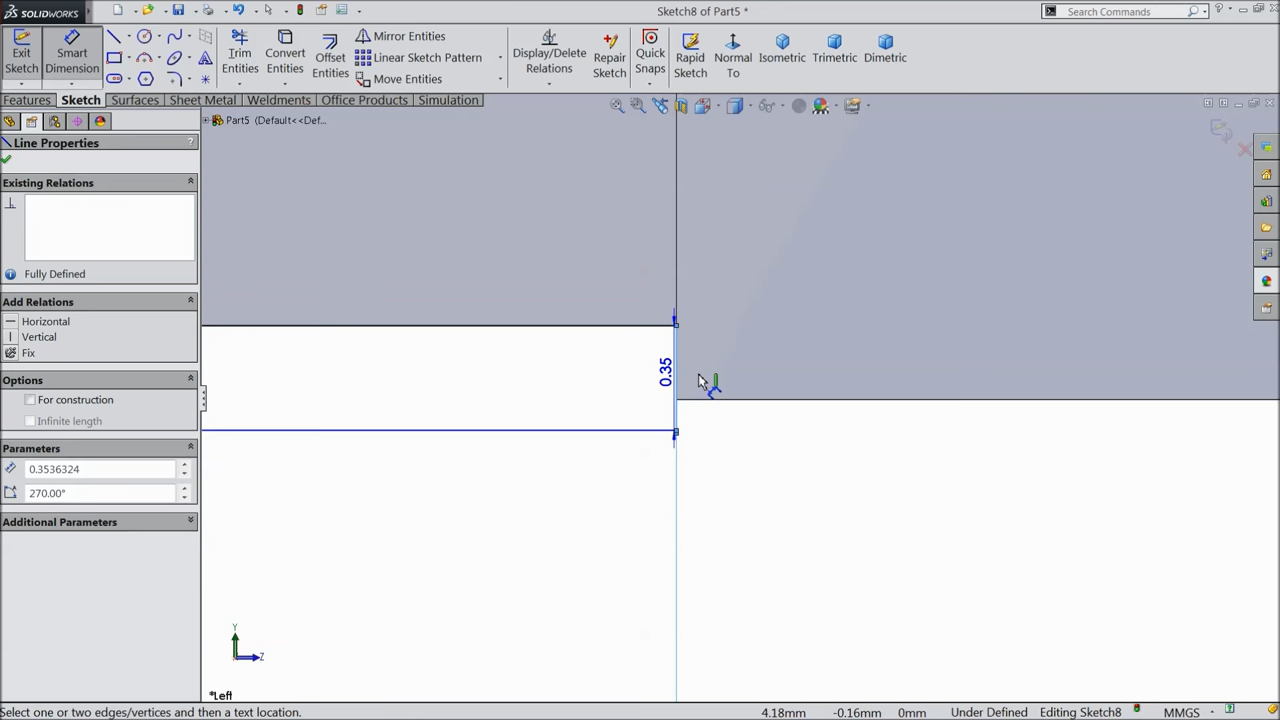 SOLIDWORKS
Sketch8 of Part5 *
Search Commands
Exit Sketch
Smart Dimension
Trim Entities
Convert Entities
Offset Entities
Mirror Entities
Linear Sketch Pattern
Move Entities
Display/Delete Relations
Repair Sketch
Quick Snaps
Rapid Sketch
Normal To
Isometric
Trimetric
Dimetric
Features
Sketch
Surfaces
Sheet Metal
Weldments
Office Products
Simulation
Part5 (Default<<Def...
Line Properties
?
Existing Relations
Fully Defined
Add Relations
Horizontal
Vertical
Fix
Options
For construction
Infinite length
Parameters
0.3536324
270.00°
Additional Parameters
0.35
Y
Z
*Left
Select one or two edges/vertices and then a text location.
4.18mm
-0.16mm
0mm
Under Defined
Editing Sketch8
MMGS